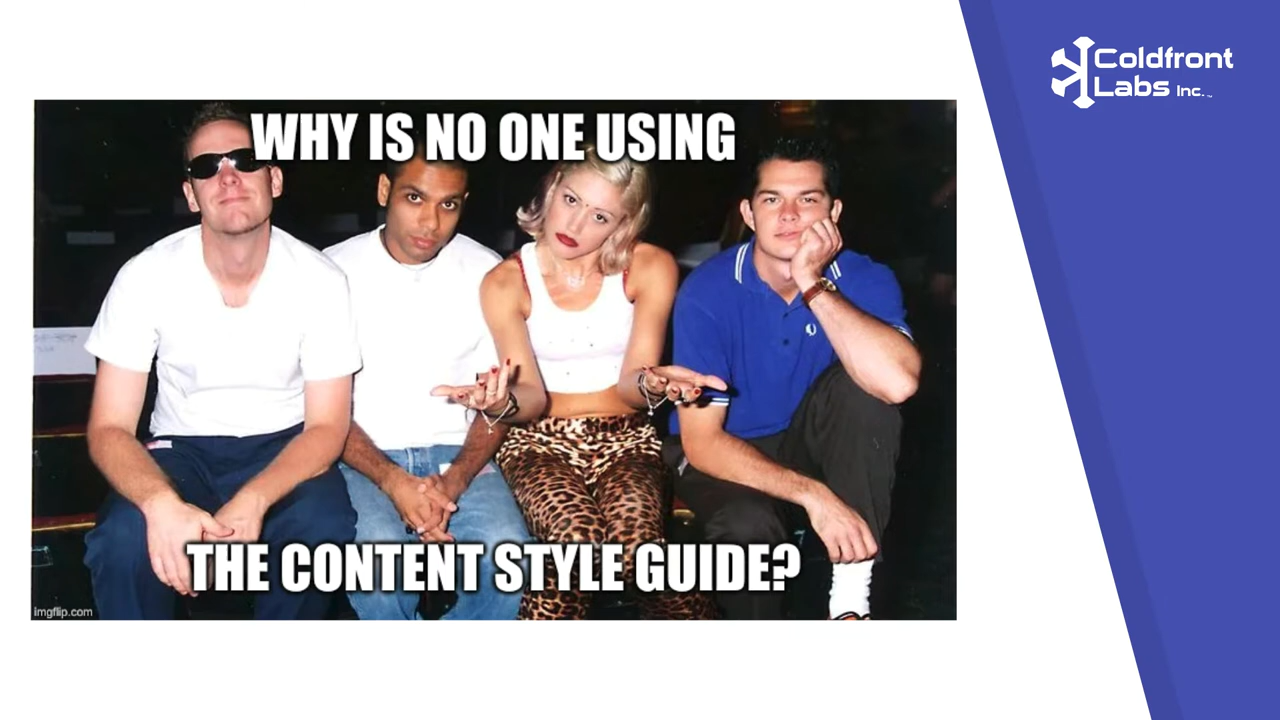 Coldfront
Labs Inc.
WHY IS NO ONE USING
THE CONTENT STYLE GUIDE?
imgflip.com